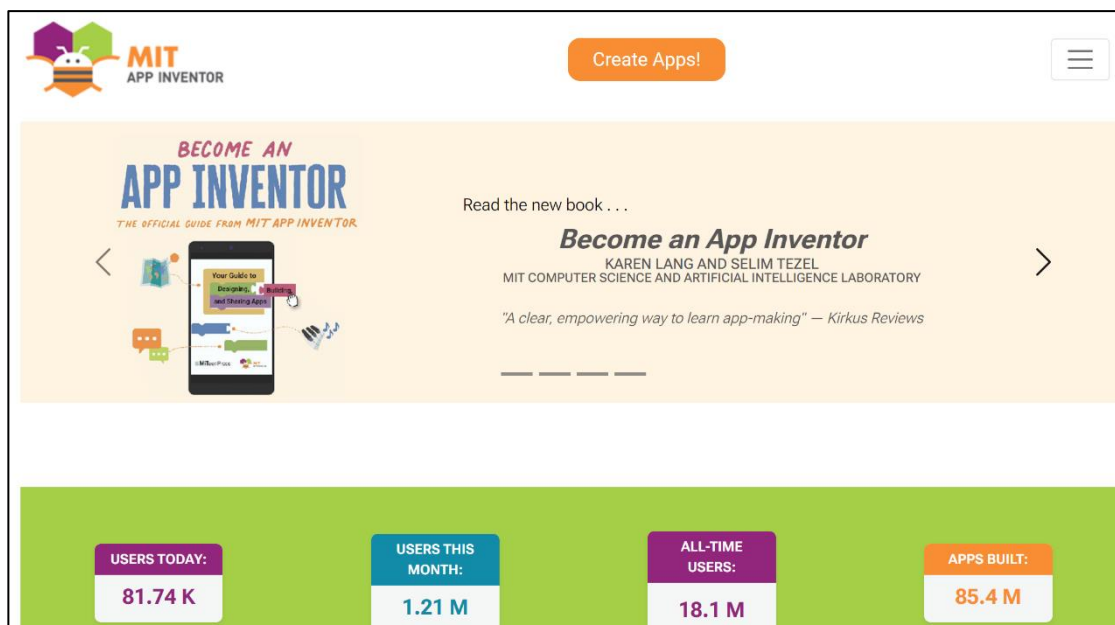 MIT
APP INVENTOR
Create Apps!
BECOME AN
APP INVENTOR
THE OFFICIAL GUIDE FROM MIT APP INVENTOR
Your Guide to
Designing, Building,
and Sharing Apps
Read the new book . . .
Become an App Inventor
KAREN LANG AND SELIM TEZEL
MIT COMPUTER SCIENCE AND ARTIFICIAL INTELLIGENCE LABORATORY
"A clear, empowering way to learn app-making" — Kirkus Reviews
USERS TODAY:
81.74 K
USERS THIS
MONTH:
1.21 M
ALL-TIME
USERS:
18.1 M
APPS BUILT:
85.4 M